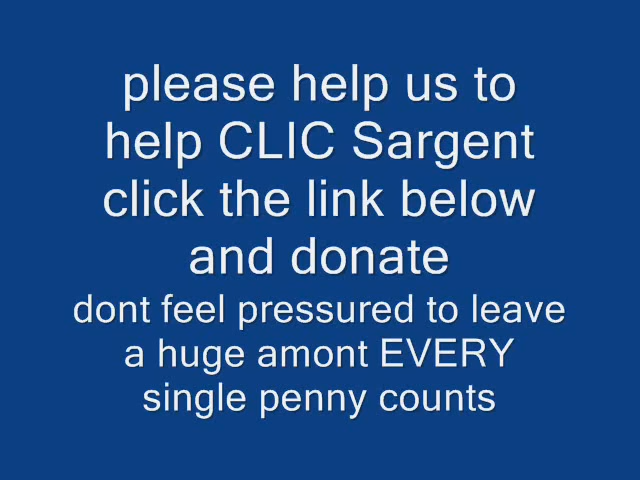 please help us to
help CLIC Sargent
click the link below
and donate
dont feel pressured to leave
a huge amont EVERY
single penny counts